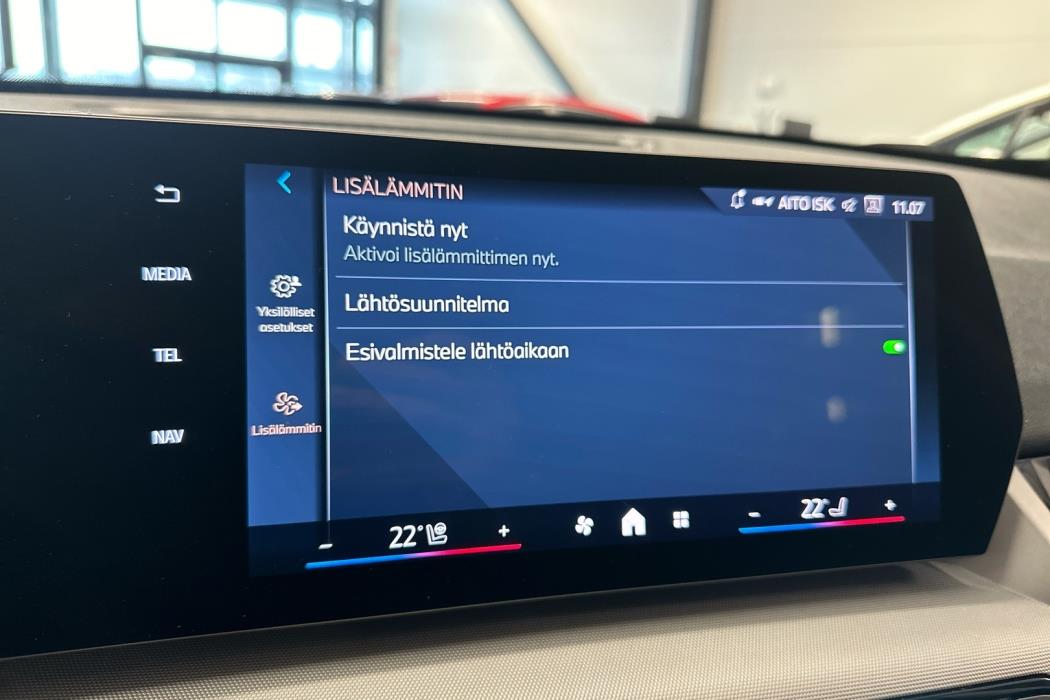 LISÄLÄMMITIN
AITO ISK 11.07
MEDIA
TEL
NAV
Yksilölliset
asetukset
Lisälämmitin
Käynnistä nyt
Aktivoi lisälämmittimen nyt.
Lähtösuunnitelma
Esivalmistele lähtöaikaan
- 22° +
- 22° +